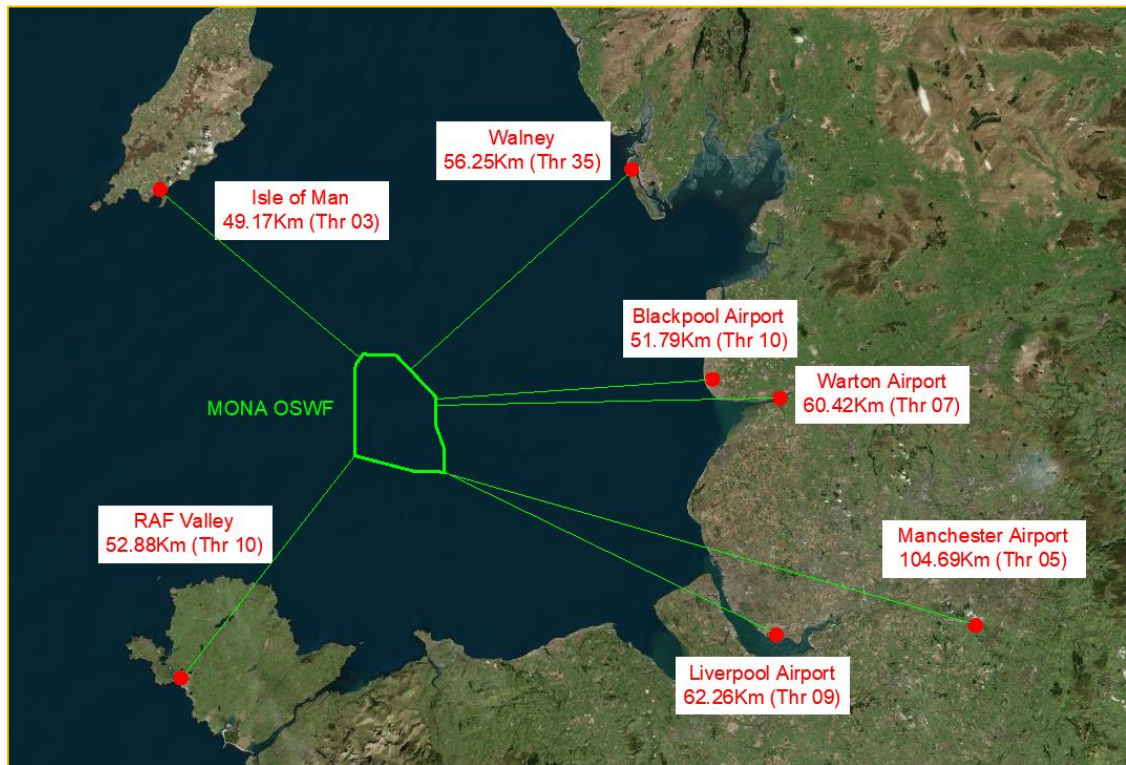 Walney
56.25Km (Thr 35)
Isle of Man
49.17Km (Thr 03)
Blackpool Airport
51.79Km (Thr 10)
Warton Airport
60.42Km (Thr 07)
MONA OSWF
RAF Valley
52.88Km (Thr 10)
Manchester Airport
104.69Km (Thr 05)
Liverpool Airport
62.26Km (Thr 09)